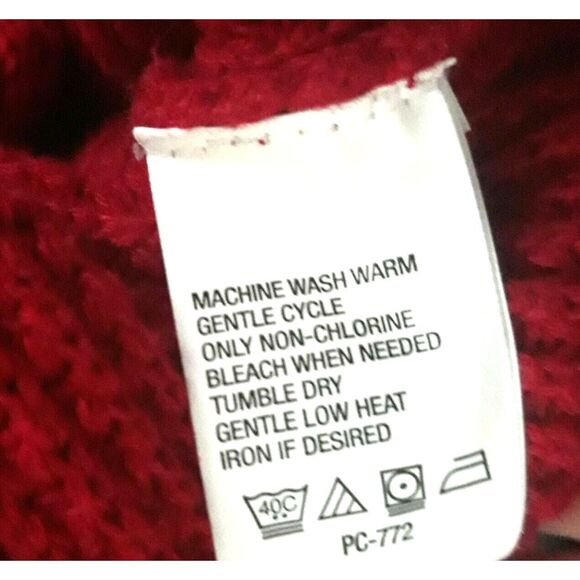 MACHINE WASH WARM
GENTLE CYCLE
ONLY NON-CHLORINE
BLEACH WHEN NEEDED
TUMBLE DRY
GENTLE LOW HEAT
IRON IF DESIRED
40C
PC-772